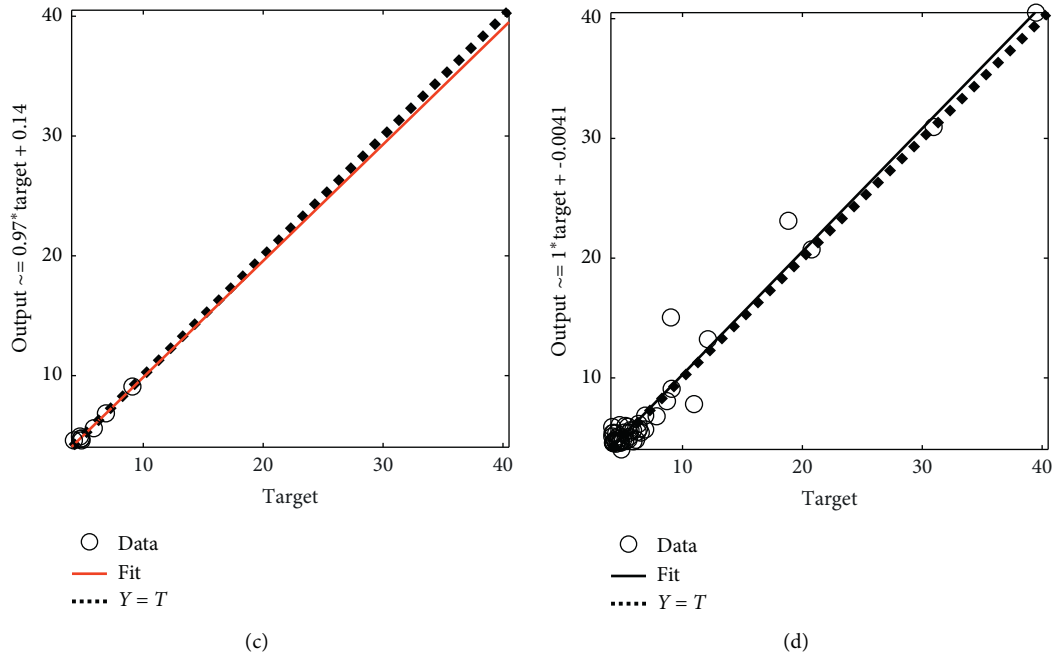 40
30
20
10
Output ~= 0.97*target + 0.14
10
20
30
40
Target
Data
Fit
Y = T
(c)
40
30
20
10
Output ~= 1*target + -0.0041
10
20
30
40
Target
Data
Fit
Y = T
(d)